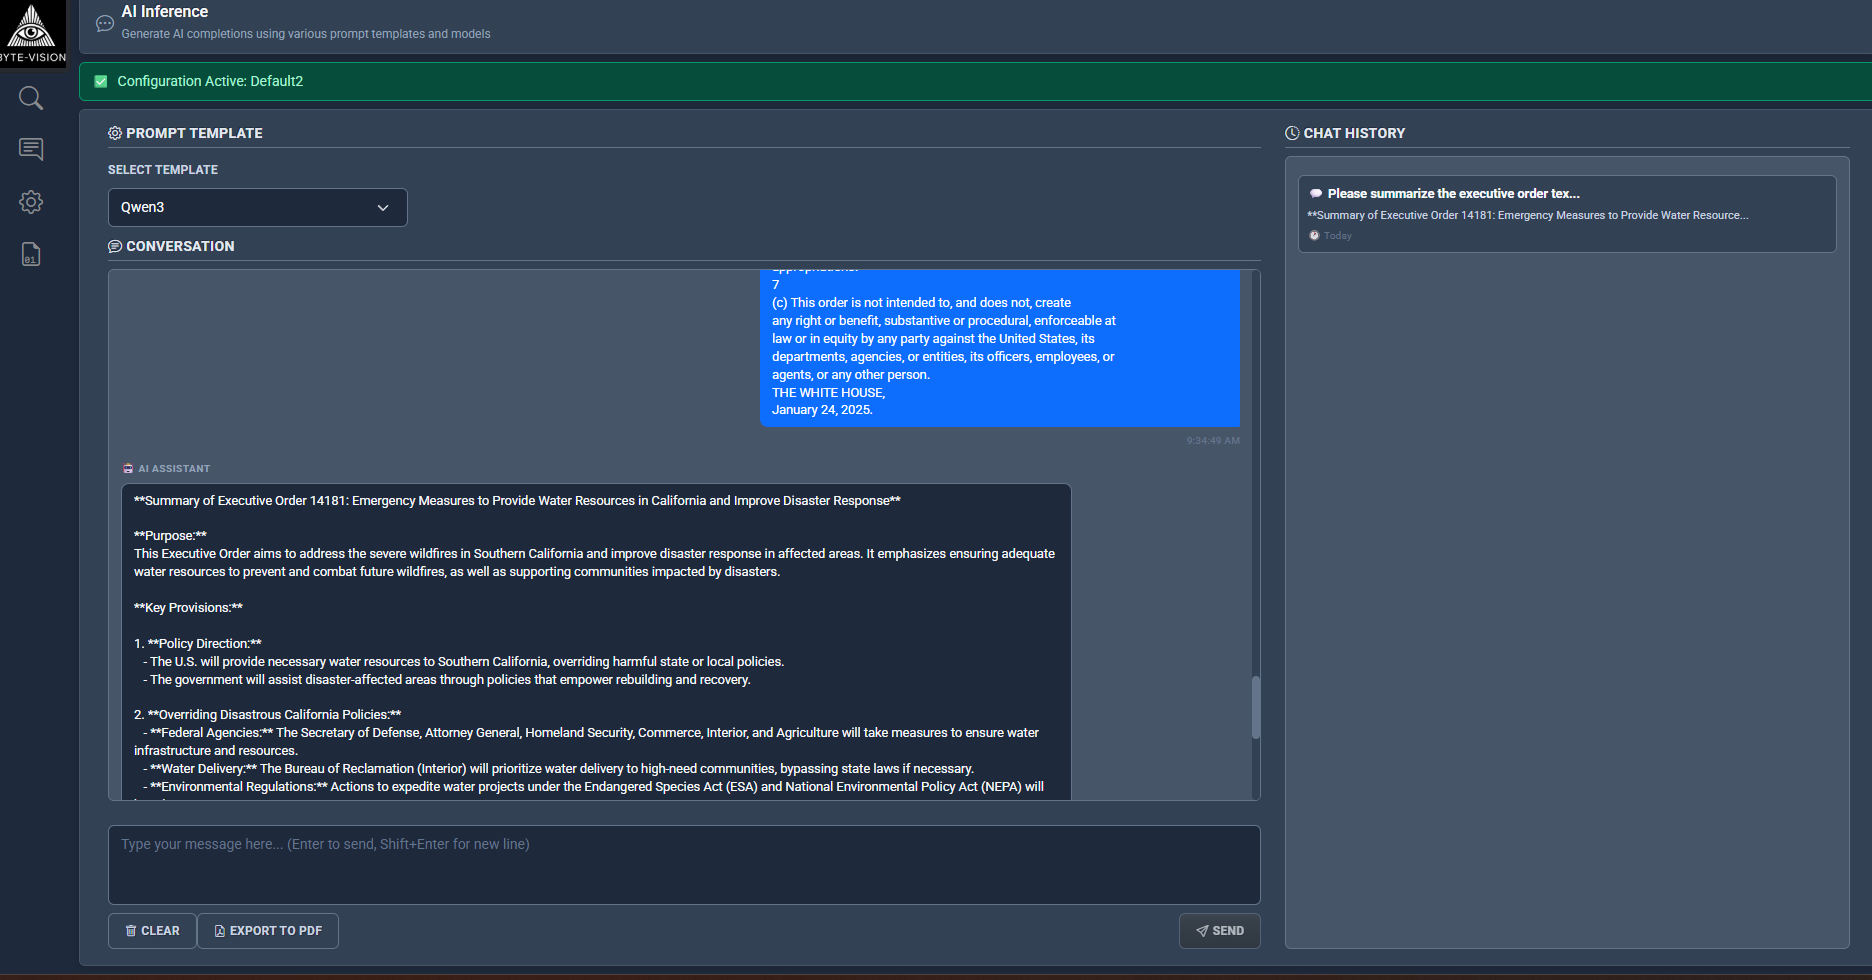 BYTE-VISION
AI Inference
Generate AI completions using various prompt templates and models
Configuration Active: Default2
PROMPT TEMPLATE
SELECT TEMPLATE
Qwen3
CONVERSATION
7
(c) This order is not intended to, and does not, create
any right or benefit, substantive or procedural, enforceable at
law or in equity by any party against the United States, its
departments, agencies, or entities, its officers, employees, or
agents, or any other person.
THE WHITE HOUSE,
January 24, 2025.
9:34:49 AM
AI ASSISTANT
**Summary of Executive Order 14181: Emergency Measures to Provide Water Resources in California and Improve Disaster Response**
**Purpose:**
This Executive Order aims to address the severe wildfires in Southern California and improve disaster response in affected areas. It emphasizes ensuring adequate
water resources to prevent and combat future wildfires, as well as supporting communities impacted by disasters.
**Key Provisions:**
1. **Policy Direction:**
- The U.S. will provide necessary water resources to Southern California, overriding harmful state or local policies.
- The government will assist disaster-affected areas through policies that empower rebuilding and recovery.
2. **Overriding Disastrous California Policies:**
- **Federal Agencies:** The Secretary of Defense, Attorney General, Homeland Security, Commerce, Interior, and Agriculture will take measures to ensure water
infrastructure and resources.
- **Water Delivery:** The Bureau of Reclamation (Interior) will prioritize water delivery to high-need communities, bypassing state laws if necessary.
- **Environmental Regulations:** Actions to expedite water projects under the Endangered Species Act (ESA) and National Environmental Policy Act (NEPA) will
Type your message here... (Enter to send, Shift+Enter for new line)
CLEAR
EXPORT TO PDF
SEND
CHAT HISTORY
Please summarize the executive order tex...
**Summary of Executive Order 14181: Emergency Measures to Provide Water Resource...
Today
01